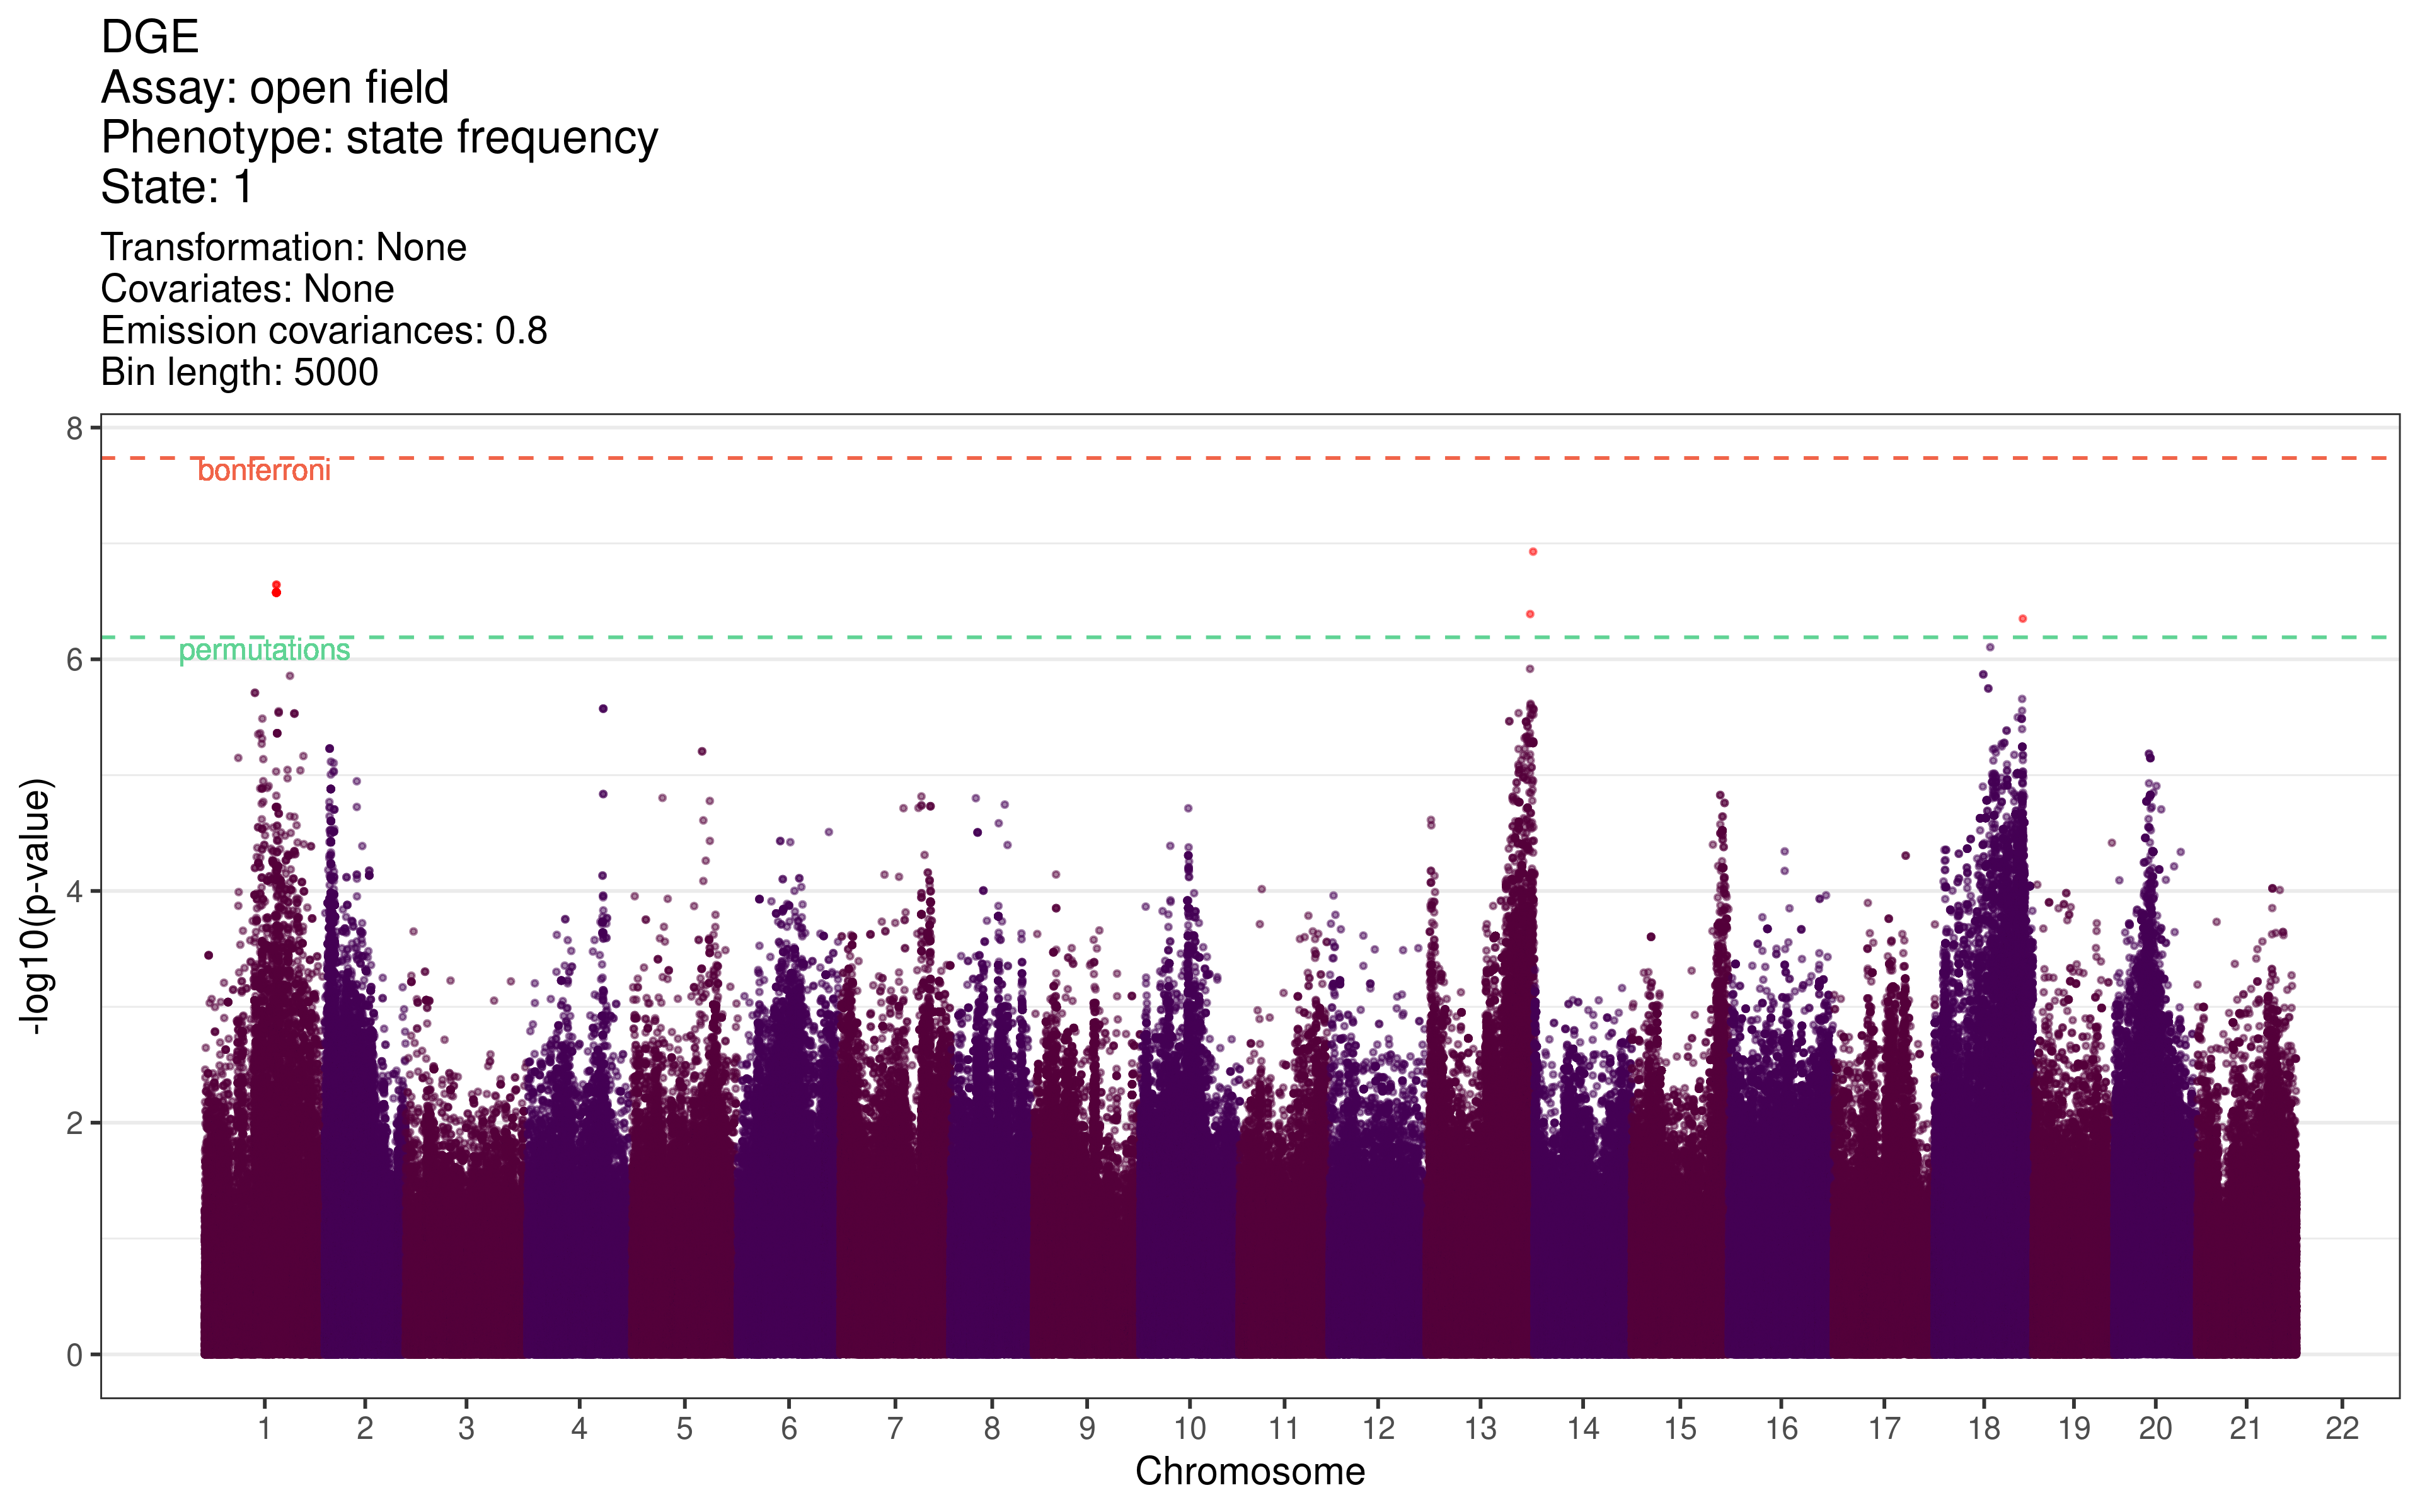 DGE
Assay: open field
Phenotype: state frequency
State: 1
Transformation: None
Covariates: None
Emission covariances: 0.8
Bin length: 5000
8
bonferroni
permutations
6
4
2
0
-log10(p-value)
1 2 3 4 5 6 7 8 9 10 11 12 13 14 15 16 17 18 19 20 21 22
Chromosome